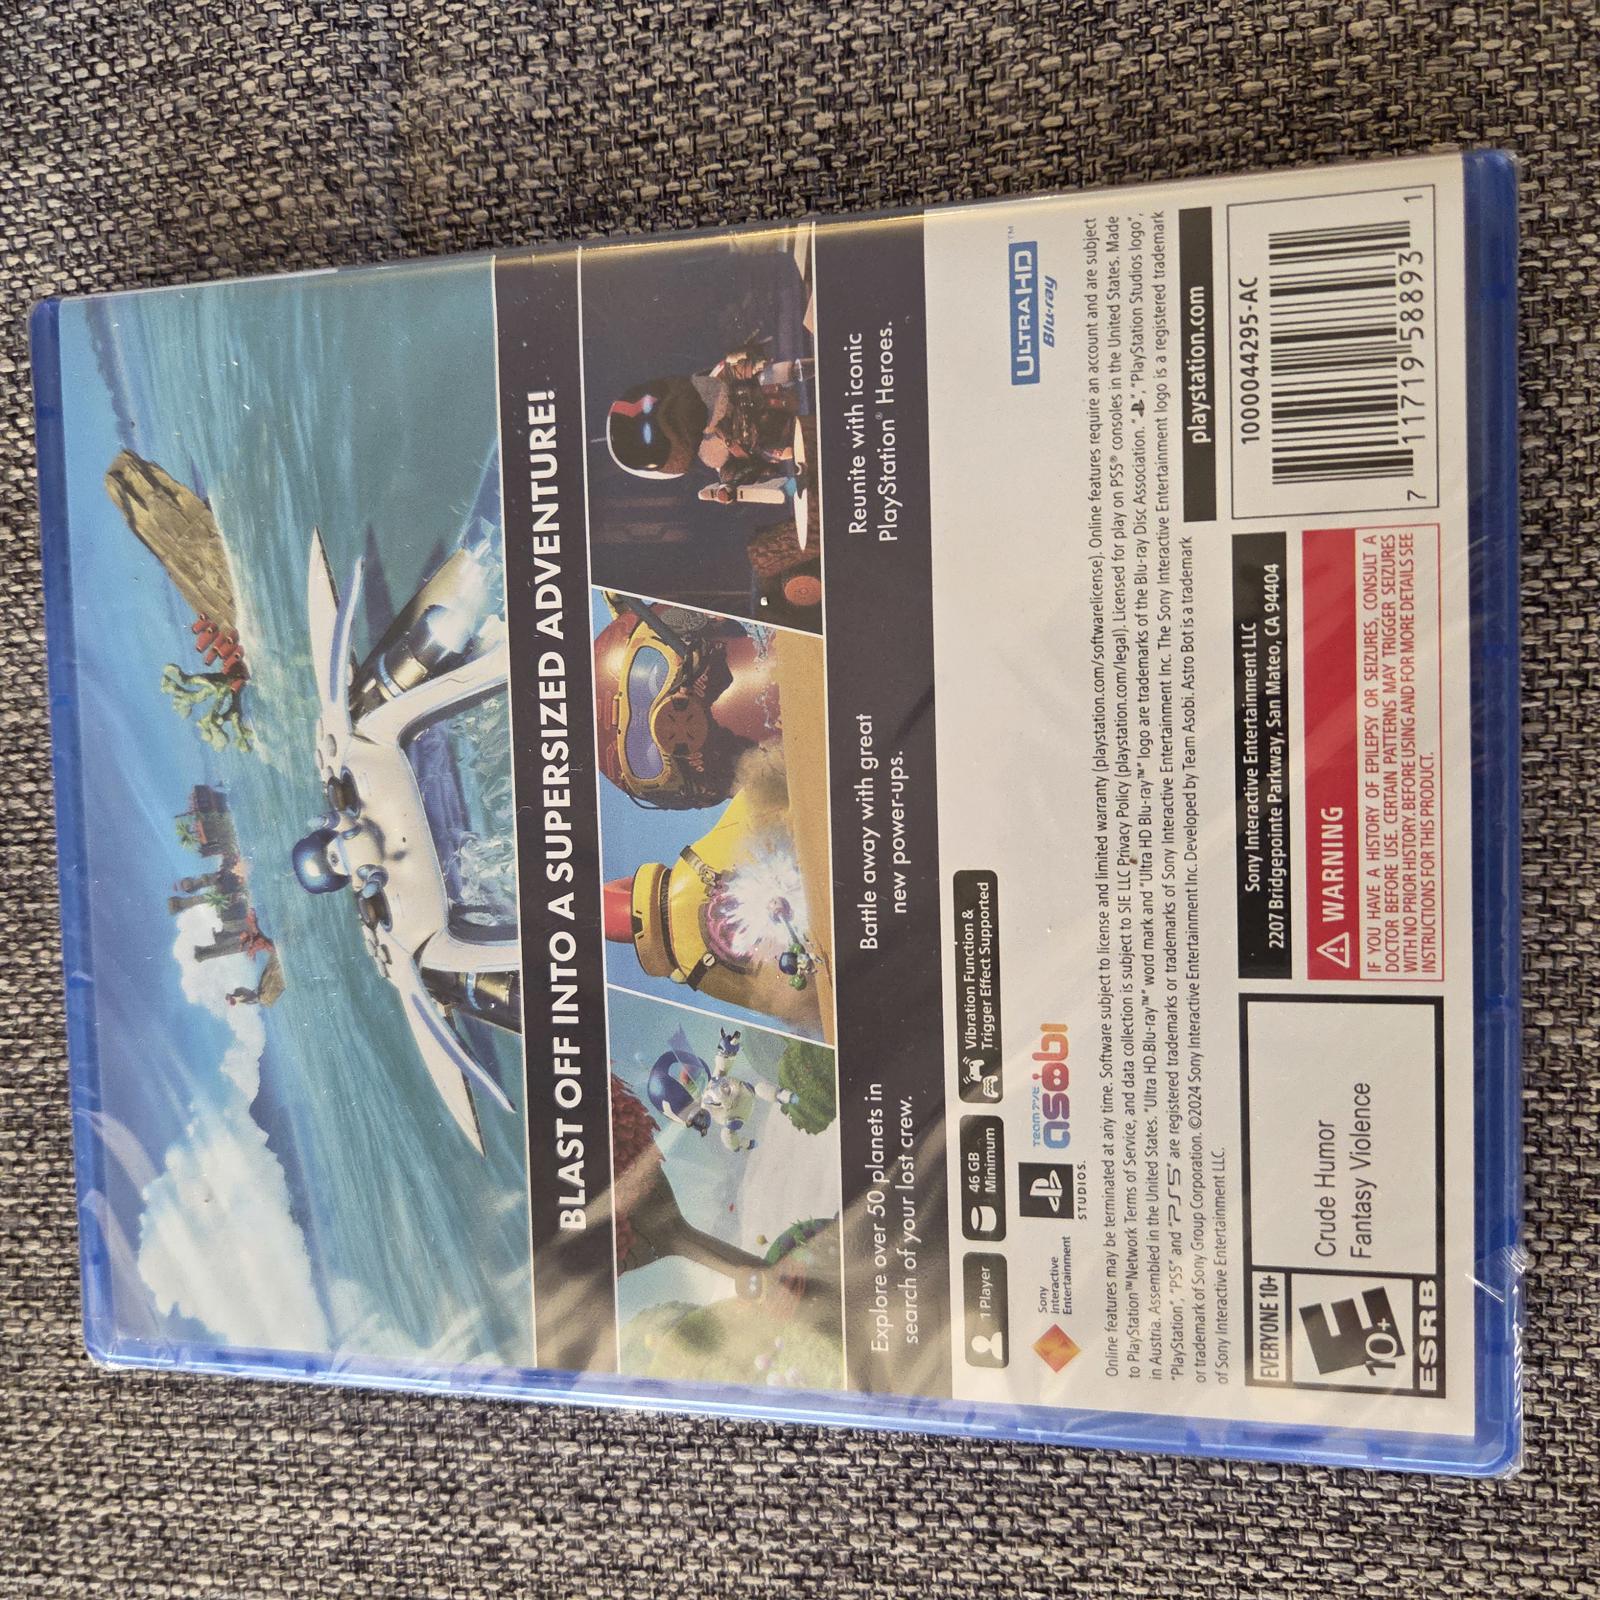 BLAST OFF INTO A SUPERSIZED ADVENTURE!
Explore over 50 planets in
search of your lost crew.
Battle away with great
new power-ups.
Reunite with iconic
PlayStation® Heroes.
1 Player
46 GB
Minimum
Vibration Function &
Trigger Effect Supported
Sony
Interactive
Entertainment
STUDIOS.
TEAM
asobi
ULTRA HD™
Blu-ray
Online features may be terminated at any time. Software subject to license and limited warranty (playstation.com/softwarelicense). Online features require an account and are subject
to PlayStation™Network Terms of Service, and data collection is subject to SIE LLC Privacy Policy (playstation.com/legal). Licensed for play on PS5® consoles in the United States. Made
in Austria. Assembled in the United States. "Ultra HD Blu-ray™" word mark and "Ultra HD Blu-ray™" logo are trademarks of the Blu-ray Disc Association. "", "PlayStation Studios logo",
"PlayStation", "PS5" and "PS5" are registered trademarks or trademarks of Sony Interactive Entertainment Inc. The Sony Interactive Entertainment logo is a registered trademark
or trademark of Sony Group Corporation. ©2024 Sony Interactive Entertainment Inc. Developed by Team Asobi. Astro Bot is a trademark
of Sony Interactive Entertainment LLC.
playstation.com
EVERYONE 10+
E
10+
ESRB
Crude Humor
Fantasy Violence
Sony Interactive Entertainment LLC
2207 Bridgepointe Parkway, San Mateo, CA 94404
WARNING
IF YOU HAVE A HISTORY OF EPILEPSY OR SEIZURES, CONSULT A
DOCTOR BEFORE USE. CERTAIN PATTERNS MAY TRIGGER SEIZURES
WITH NO PRIOR HISTORY. BEFORE USING AND FOR MORE DETAILS SEE
INSTRUCTIONS FOR THIS PRODUCT.
1000044295-AC
7 11719 58893 1